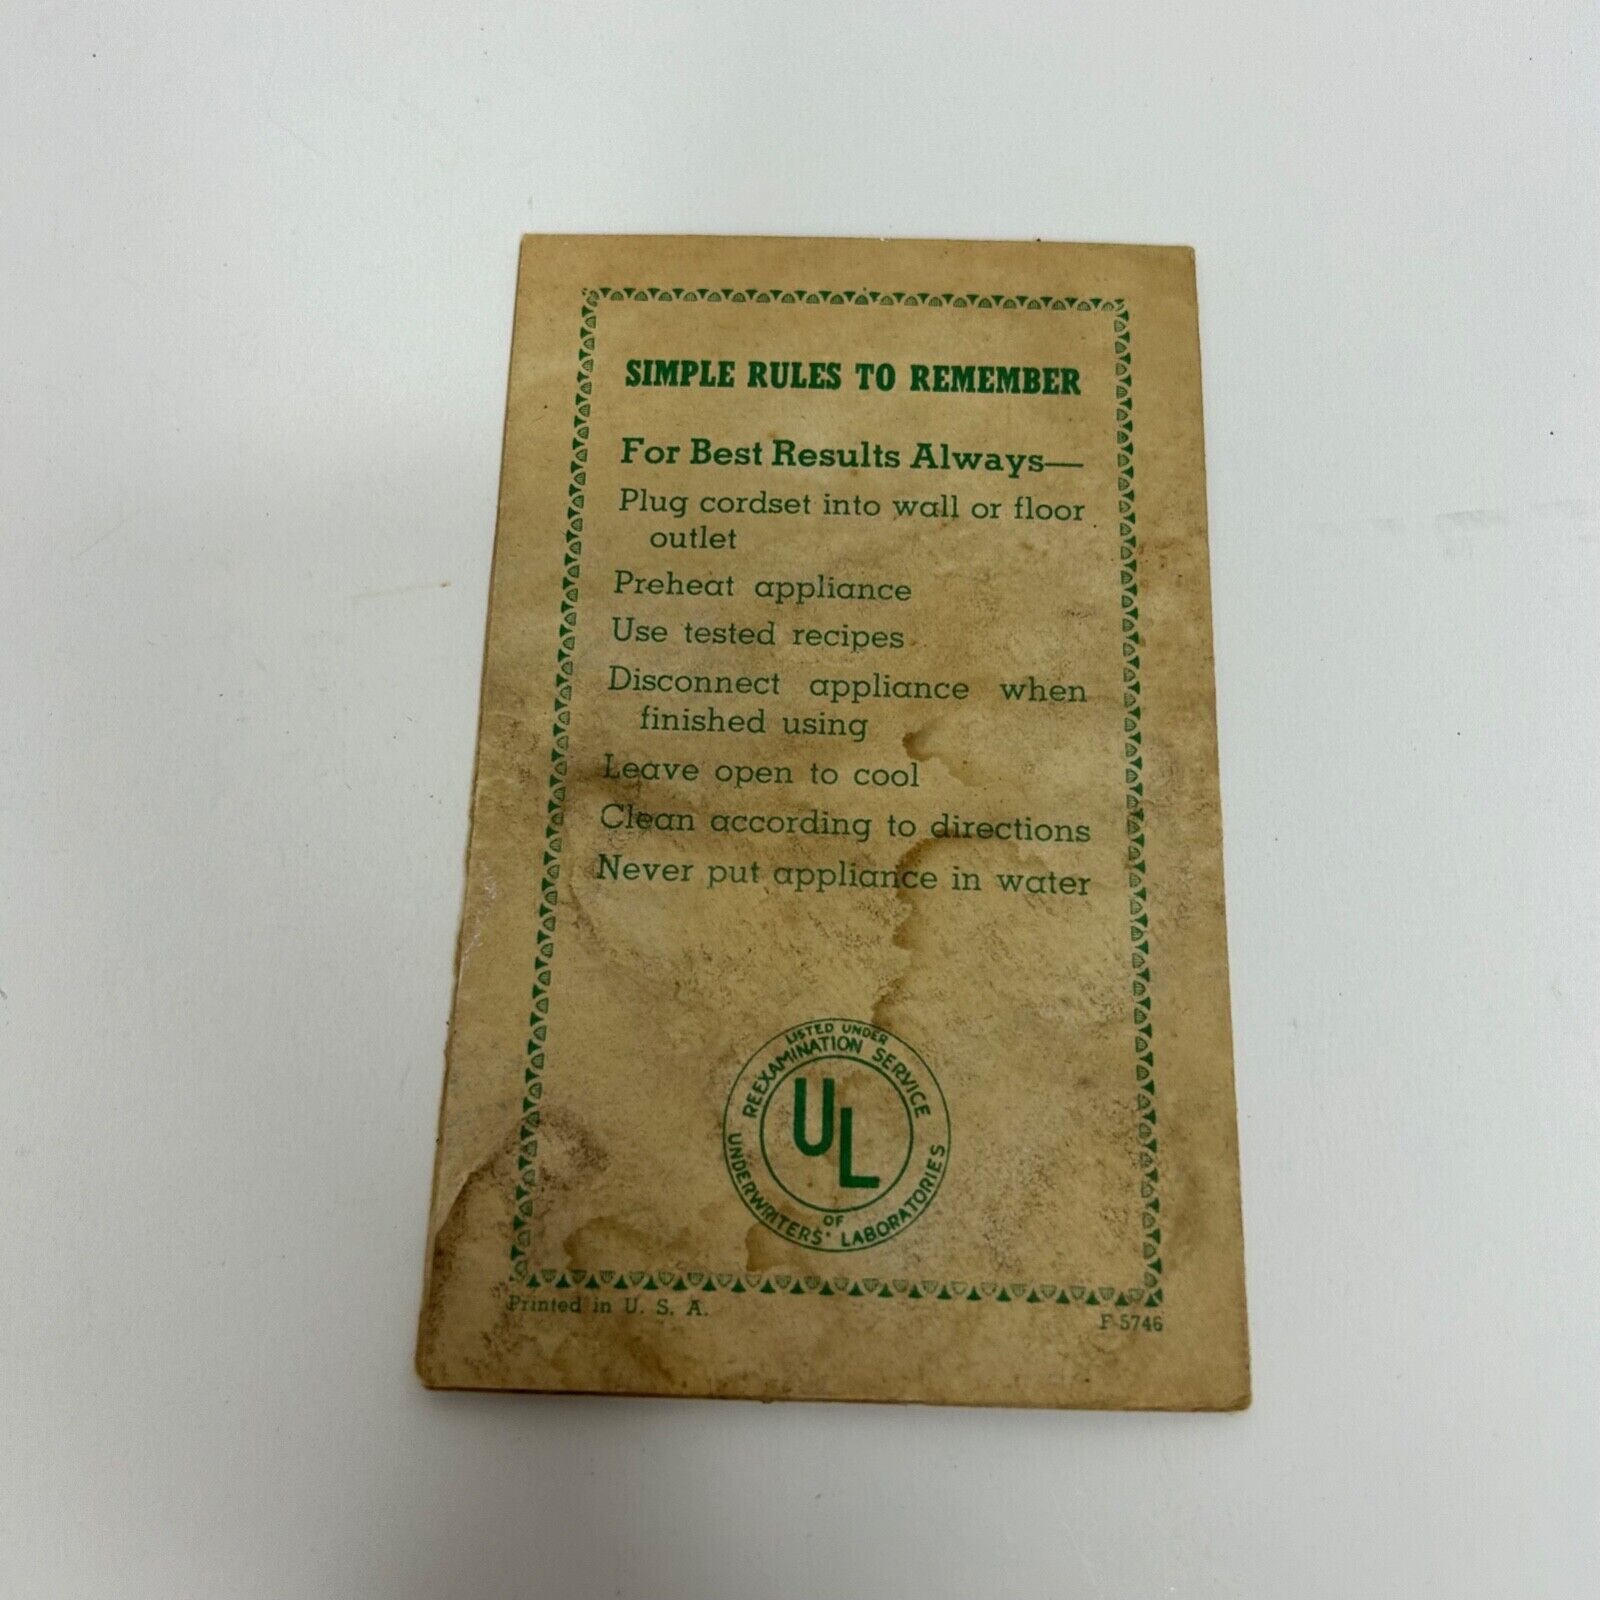 SIMPLE RULES TO REMEMBER
For Best Results Always—
Plug cordset into wall or floor
outlet
Preheat appliance
Use tested recipes
Disconnect appliance when
finished using
Leave open to cool
Clean according to directions
Never put appliance in water
LISTED UNDER
REEXAMINATION SERVICE
UL
OF
UNDERWRITERS' LABORATORIES
Printed in U. S. A.
F-5746